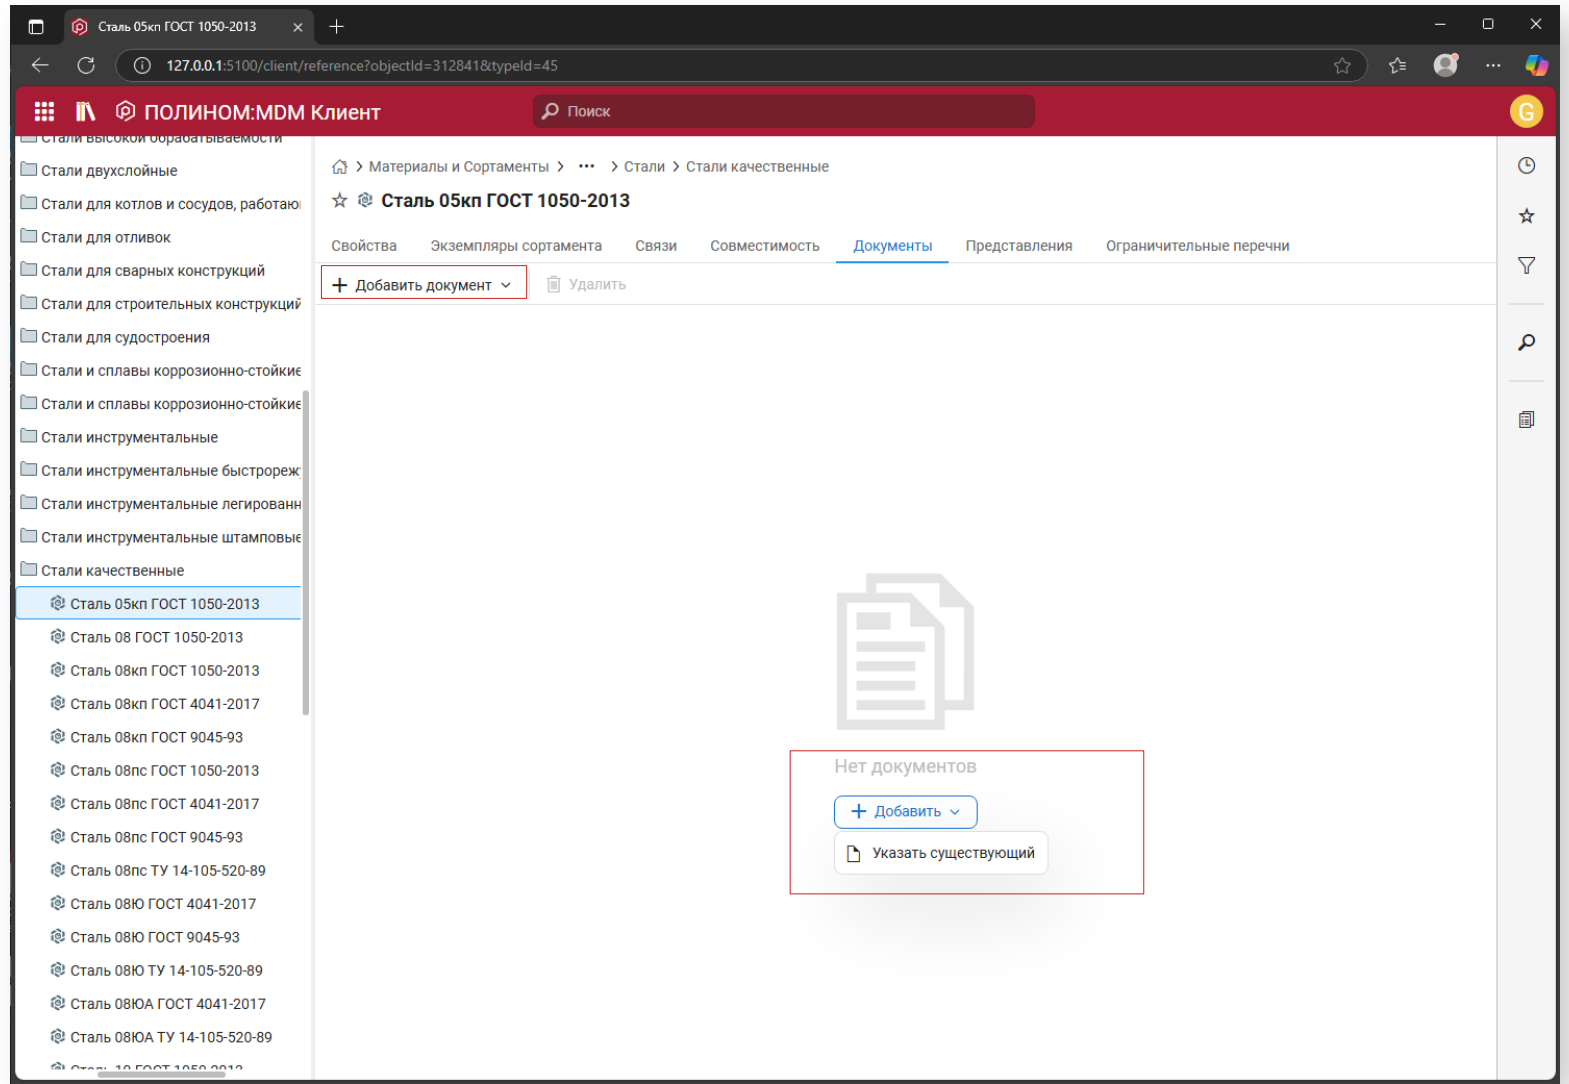 Сталь 05кп ГОСТ 1050-2013
127.0.0.1:5100/client/reference?objectId=312841&typeId=45
ПОЛИНОМ:MDM Клиент
Поиск
G
Стали высокой обрабатываемости
Стали двухслойные
Стали для котлов и сосудов, работаю
Стали для отливок
Стали для сварных конструкций
Стали для строительных конструкций
Стали для судостроения
Стали и сплавы коррозионно-стойкие
Стали и сплавы коррозионно-стойкие
Стали инструментальные
Стали инструментальные быстрореж
Стали инструментальные легированн
Стали инструментальные штамповые
Стали качественные
Сталь 05кп ГОСТ 1050-2013
Сталь 08 ГОСТ 1050-2013
Сталь 08кп ГОСТ 1050-2013
Сталь 08кп ГОСТ 4041-2017
Сталь 08кп ГОСТ 9045-93
Сталь 08пс ГОСТ 1050-2013
Сталь 08пс ГОСТ 4041-2017
Сталь 08пс ГОСТ 9045-93
Сталь 08пс ТУ 14-105-520-89
Сталь 08Ю ГОСТ 4041-2017
Сталь 08Ю ГОСТ 9045-93
Сталь 08Ю ТУ 14-105-520-89
Сталь 08ЮА ГОСТ 4041-2017
Сталь 08ЮА ТУ 14-105-520-89
Сталь 10 ГОСТ 1050-2013
Материалы и Сортаменты > ··· > Стали > Стали качественные
Сталь 05кп ГОСТ 1050-2013
Свойства Экземпляры сортамента Связи Совместимость Документы Представления Ограничительные перечни
+ Добавить документ Удалить
Нет документов
+ Добавить
Указать существующий